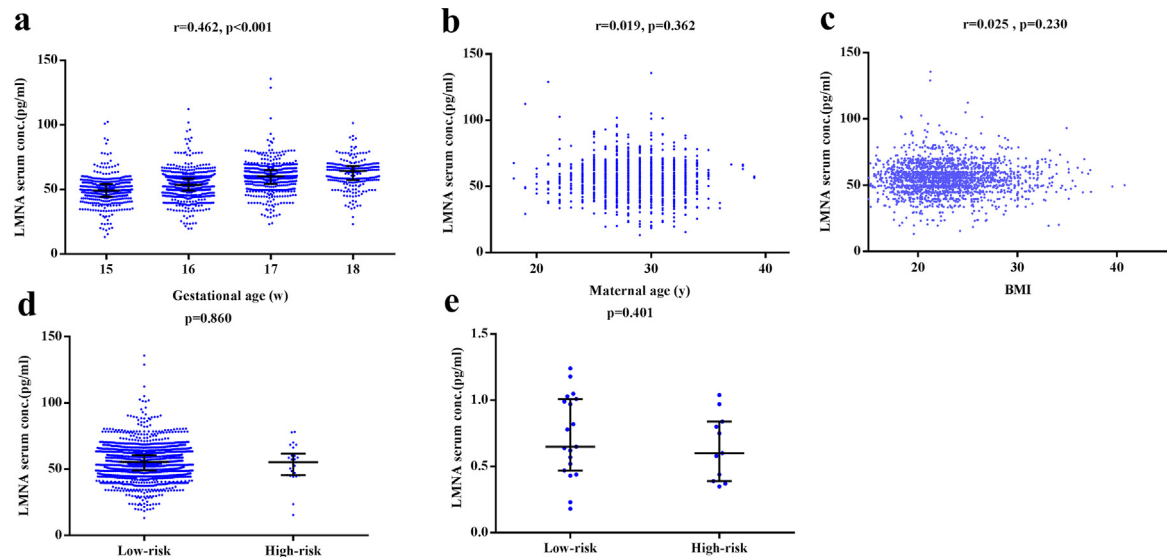 a
r=0.462, p<0.001
LMNA serum conc.(pg/ml)
150
100
50
0
15 16 17 18
Gestational age (w)
b
r=0.019, p=0.362
LMNA serum conc.(pg/ml)
150
100
50
0
20 30 40
Maternal age (y)
c
r=0.025 , p=0.230
LMNA serum conc.(pg/ml)
150
100
50
0
20 30 40
BMI
d
p=0.860
LMNA serum conc.(pg/ml)
150
100
50
0
Low-risk High-risk
e
p=0.401
LMNA serum conc.(pg/ml)
1.5
1.0
0.5
0.0
Low-risk High-risk